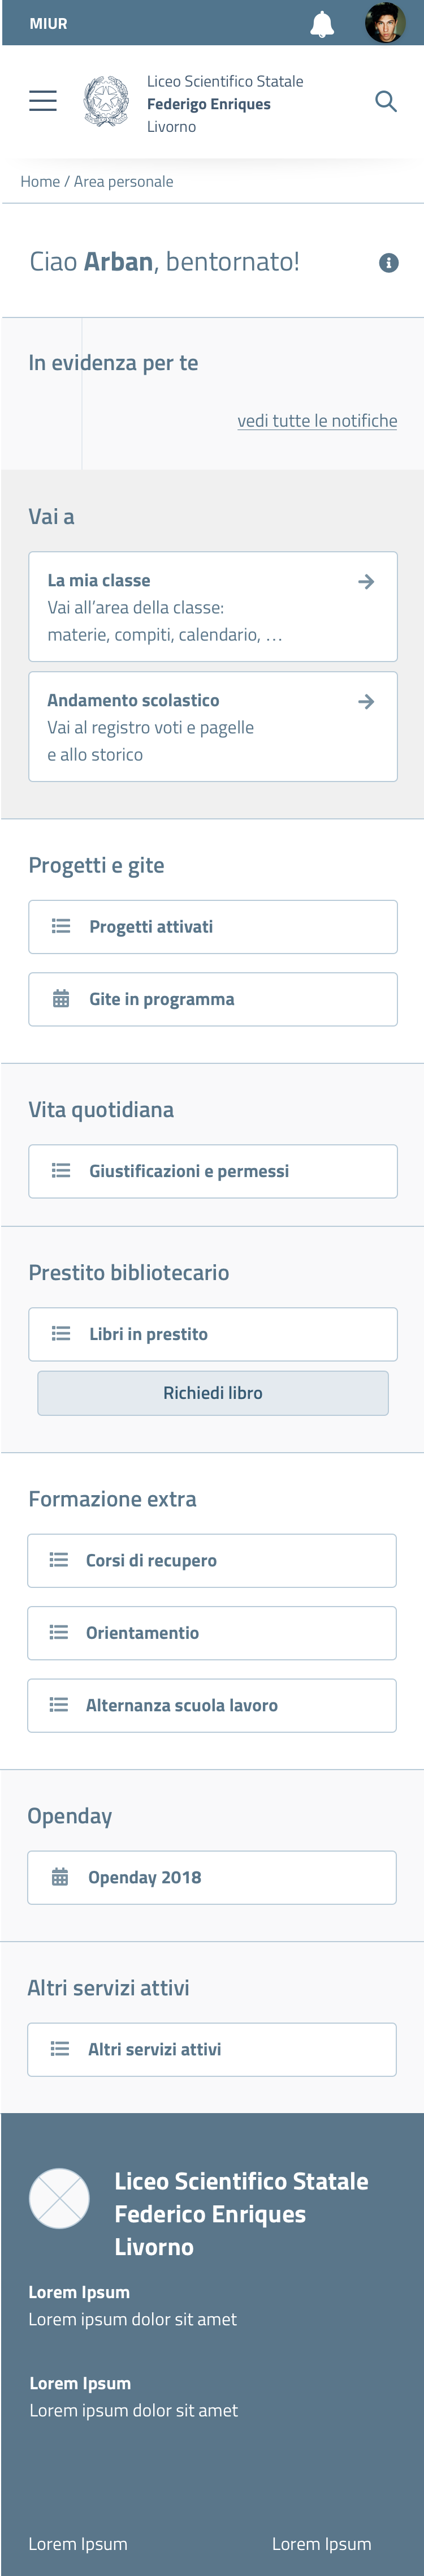 MIUR
Liceo Scientifico Statale
Federigo Enriques
Livorno
Home / Area personale
Ciao Arban, bentornato!
In evidenza per te
vedi tutte le notifiche
Vai a
La mia classe
Vai all’area della classe:
materie, compiti, calendario, …
Andamento scolastico
Vai al registro voti e pagelle
e allo storico
Progetti e gite
Progetti attivati
Gite in programma
Vita quotidiana
Giustificazioni e permessi
Prestito bibliotecario
Libri in prestito
Richiedi libro
Formazione extra
Corsi di recupero
Orientamentio
Alternanza scuola lavoro
Openday
Openday 2018
Altri servizi attivi
Altri servizi attivi
Liceo Scientifico Statale
Federico Enriques
Livorno
Lorem Ipsum
Lorem ipsum dolor sit amet
Lorem Ipsum
Lorem ipsum dolor sit amet
Lorem Ipsum Lorem Ipsum